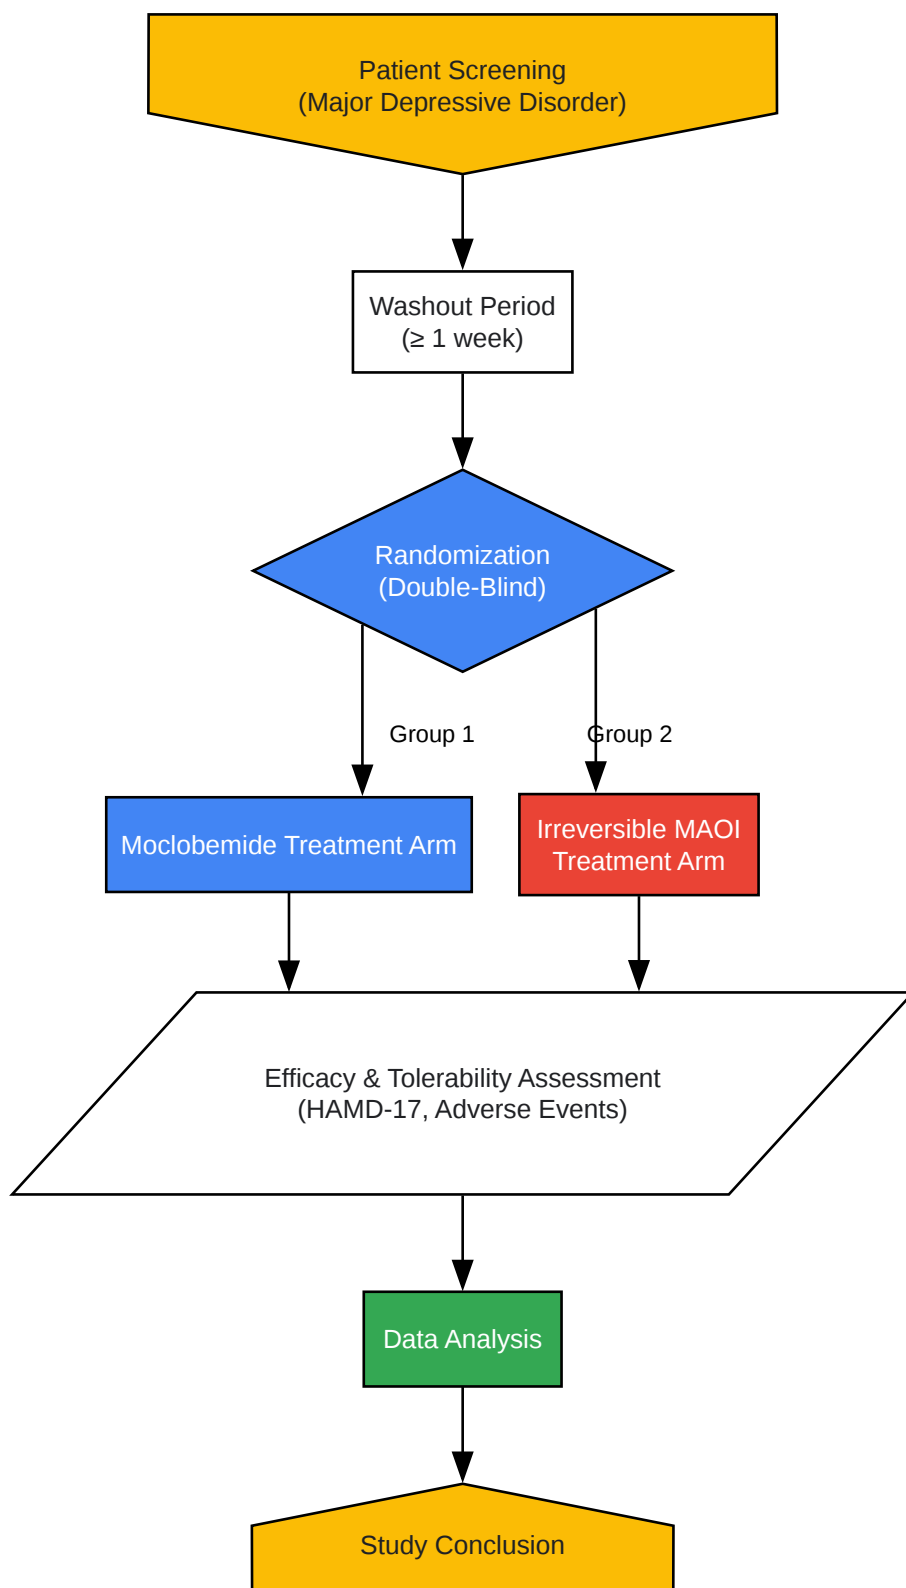 Patient Screening
(Major Depressive Disorder)
Washout Period
(≥ 1 week)
Randomization
(Double-Blind)
Group 1
Group 2
Moclobemide Treatment Arm
Irreversible MAOI
Treatment Arm
Efficacy & Tolerability Assessment
(HAMD-17, Adverse Events)
Data Analysis
Study Conclusion